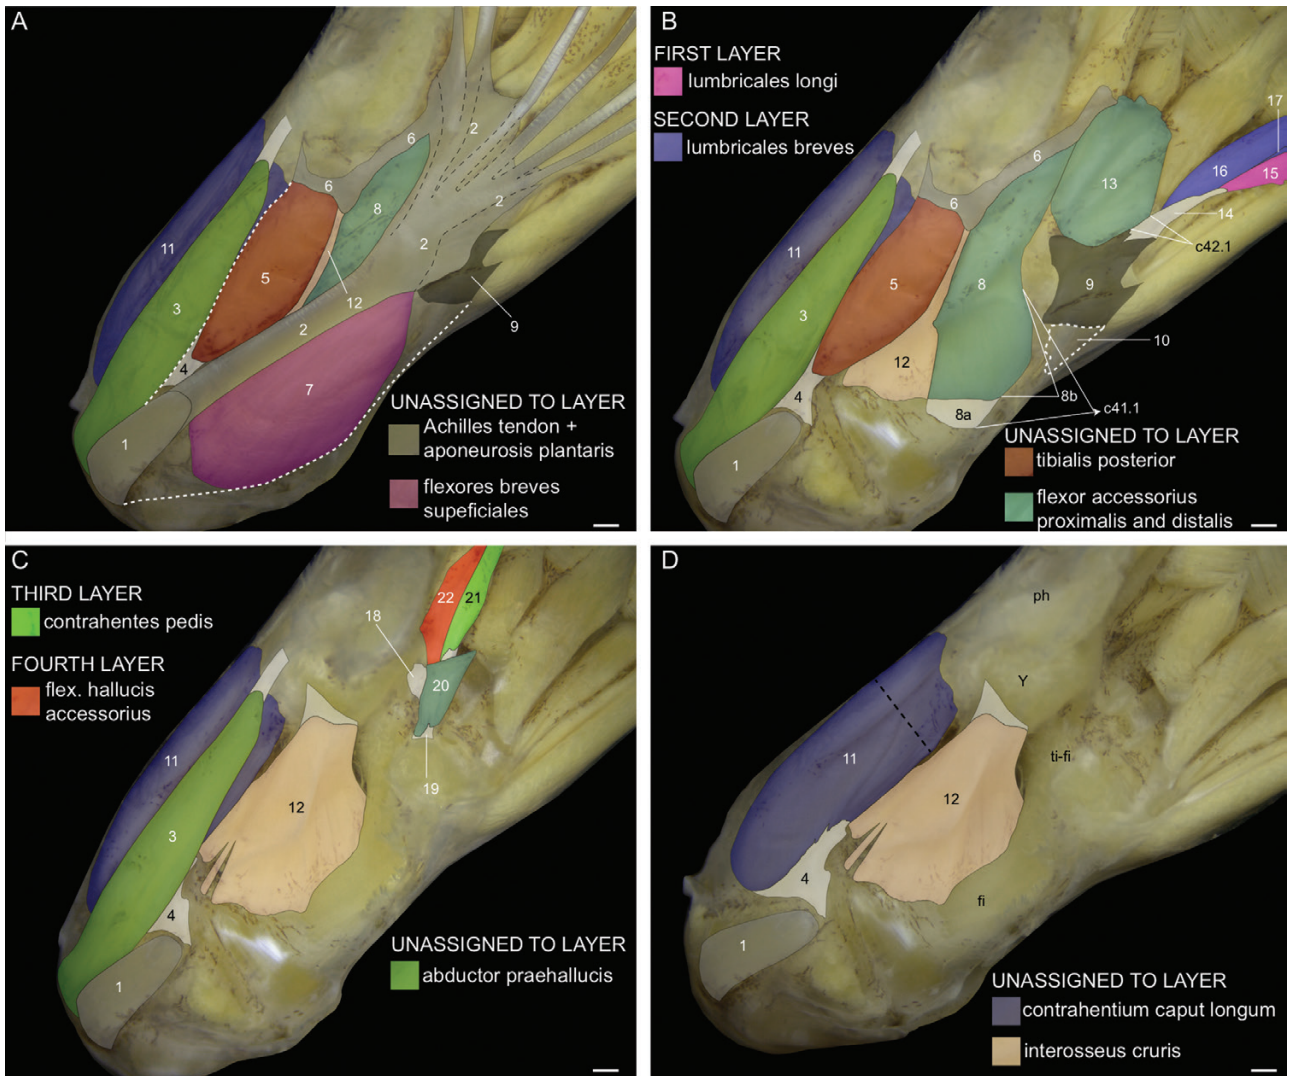 A
2
6
6
8
2
11
2
5
3
12
9
2
4
7
1
UNASSIGNED TO LAYER
Achilles tendon +
aponeurosis plantaris
flexores breves
supeficiales
B
FIRST LAYER
lumbricales longi
SECOND LAYER
lumbricales breves
17
6
16
15
13
6
14
c42.1
11
5
8
9
3
10
12
4
8b
8a
c41.1
1
UNASSIGNED TO LAYER
tibialis posterior
flexor accessorius
proximalis and distalis
C
THIRD LAYER
contrahentes pedis
FOURTH LAYER
flex. hallucis
accessorius
22
21
18
20
11
19
12
3
4
1
UNASSIGNED TO LAYER
abductor praehallucis
D
ph
Y
ti-fi
11
12
4
fi
1
UNASSIGNED TO LAYER
contrahentium caput longum
interosseus cruris